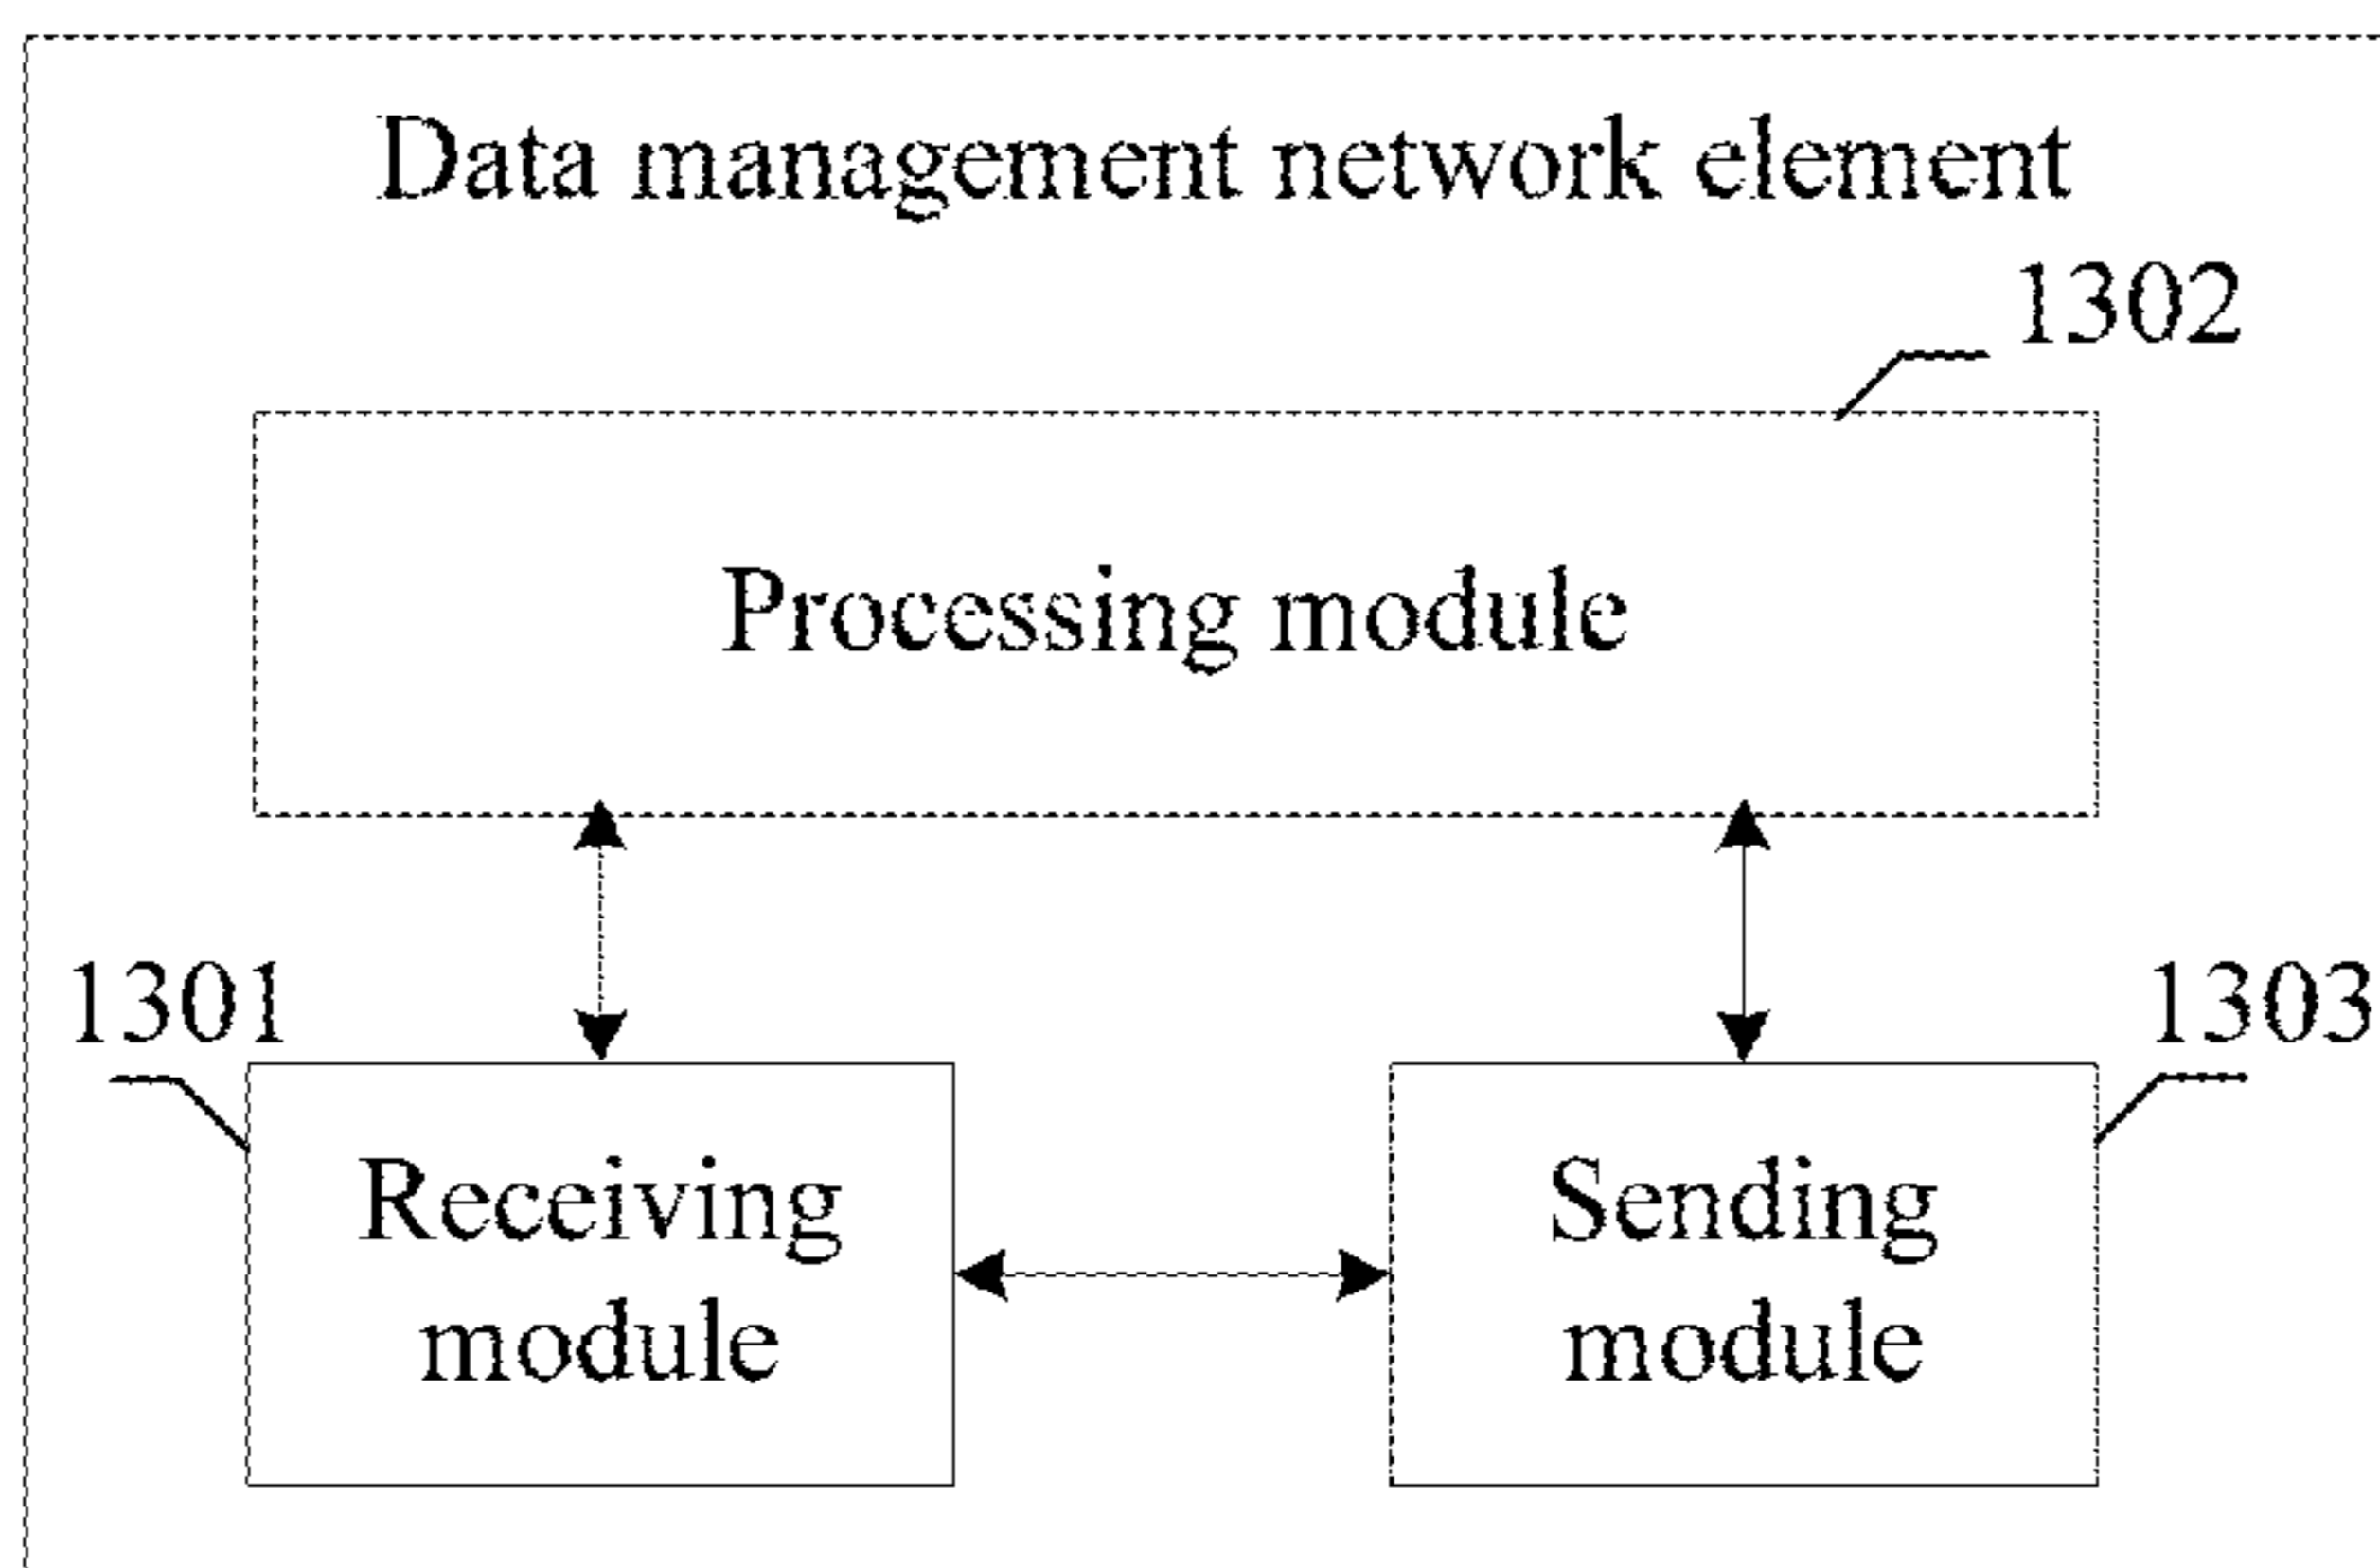 Data management network element
1302
Processing module
1301
1303
Receiving
module
Sending
module